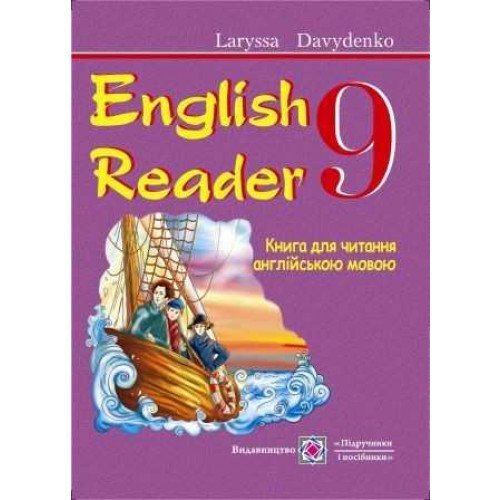 Laryssa Davydenko
English
Reader
9
Книга для читання
англійською мовою
Видавництво
«Підручники
і посібники»